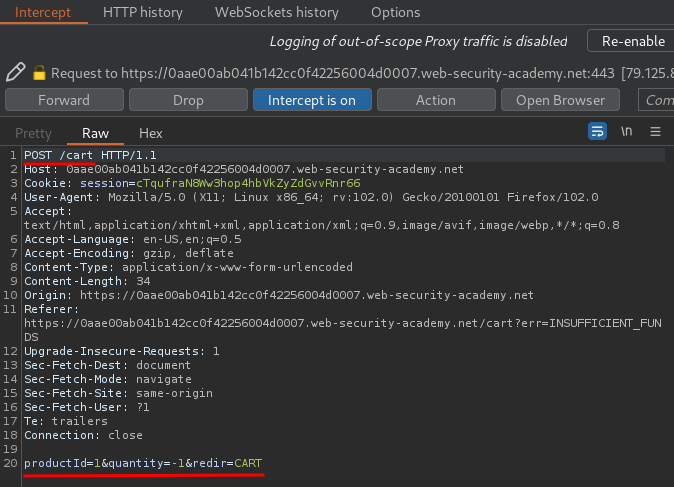 Intercept HTTP history WebSockets history Options
Logging of out-of-scope Proxy traffic is disabled Re-enable
Request to https://0aae00ab041b142cc0f42256004d0007.web-security-academy.net:443 [79.125.8
Forward Drop Intercept is on Action Open Browser Com
Pretty Raw Hex \n
1 POST /cart HTTP/1.1
2 Host: 0aae00ab041b142cc0f42256004d0007.web-security-academy.net
3 Cookie: session=cTqufraN8Ww3hop4hbVkZyZdGvvRnr66
4 User-Agent: Mozilla/5.0 (X11; Linux x86_64; rv:102.0) Gecko/20100101 Firefox/102.0
5 Accept:
text/html,application/xhtml+xml,application/xml;q=0.9,image/avif,image/webp,*/*;q=0.8
6 Accept-Language: en-US,en;q=0.5
7 Accept-Encoding: gzip, deflate
8 Content-Type: application/x-www-form-urlencoded
9 Content-Length: 34
10 Origin: https://0aae00ab041b142cc0f42256004d0007.web-security-academy.net
11 Referer:
https://0aae00ab041b142cc0f42256004d0007.web-security-academy.net/cart?err=INSUFFICIENT_FUN
DS
12 Upgrade-Insecure-Requests: 1
13 Sec-Fetch-Dest: document
14 Sec-Fetch-Mode: navigate
15 Sec-Fetch-Site: same-origin
16 Sec-Fetch-User: ?1
17 Te: trailers
18 Connection: close
19
20 productId=1&quantity=-1&redir=CART